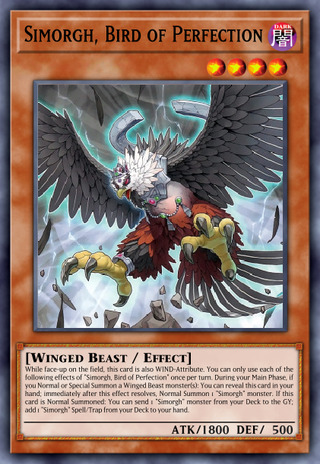 Simorgh, Bird of Perfection
DARK
闇
[Winged Beast / Effect]
While face-up on the field, this card is also WIND-Attribute. You can only use each of the
following effects of "Simorgh, Bird of Perfection" once per turn. During your Main Phase, if
you Normal or Special Summon a Winged Beast monster(s): You can reveal this card in your
hand; immediately after this effect resolves, Normal Summon 1 "Simorgh" monster. If this
card is Normal Summoned: You can send 1 "Simorgh" monster from your Deck to the GY;
add 1 "Simorgh" Spell/Trap from your Deck to your hand.
ATK/1800 DEF/ 500